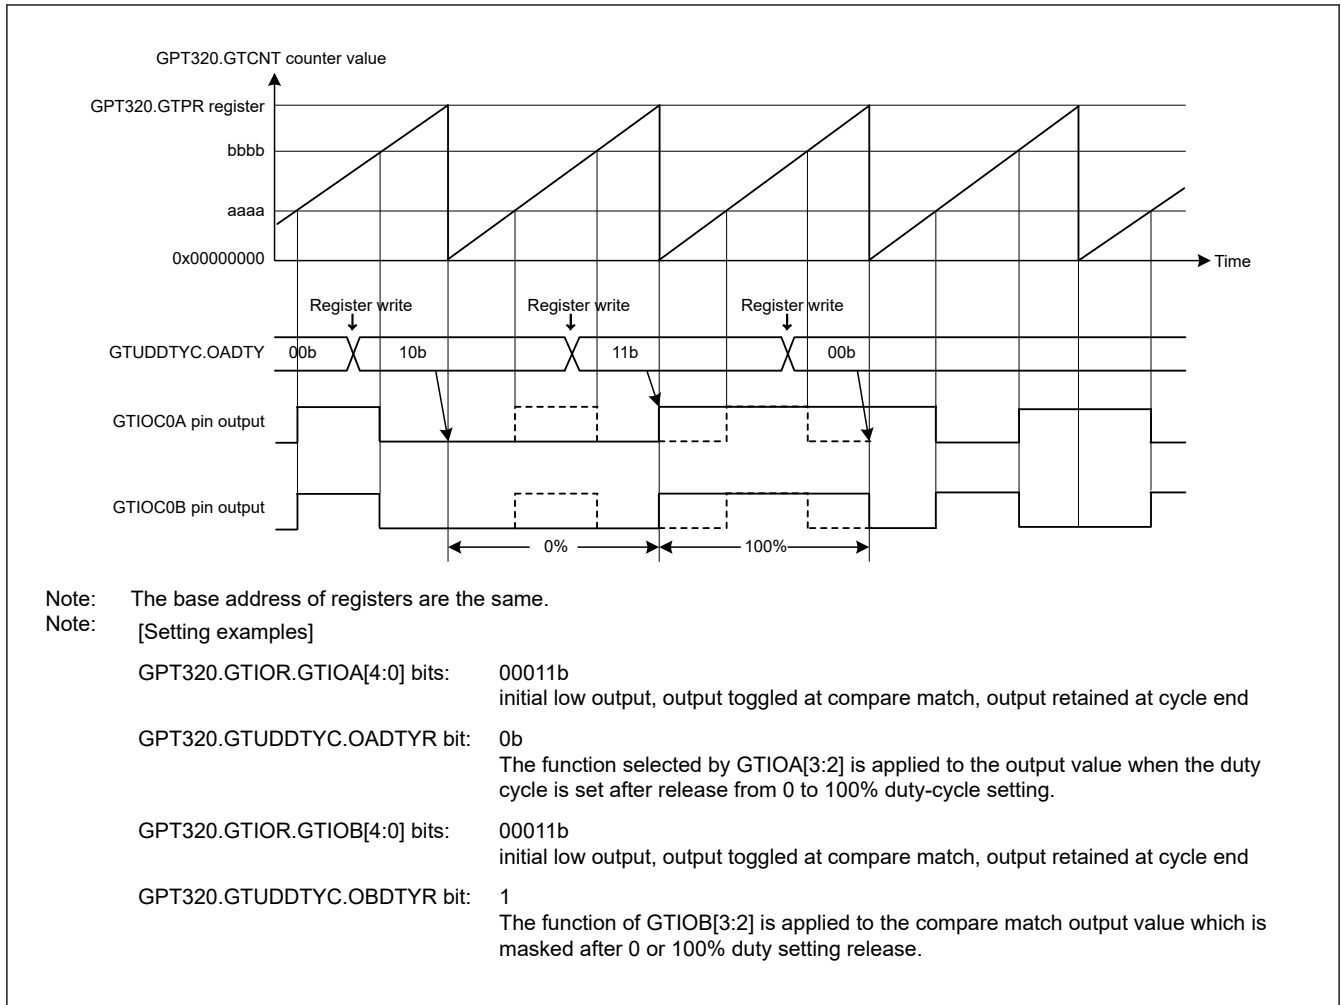 GPT320.GTCNT counter value
GPT320.GTPR register
bbbb
aaaa
0x00000000
Time
Register write Register write Register write
GTUDDTYC.OADTY 00b 10b 11b 00b
GTIOC0A pin output
GTIOC0B pin output
0% 100%
Note: The base address of registers are the same.
Note: [Setting examples]
GPT320.GTIOR.GTIOA[4:0] bits: 00011b
initial low output, output toggled at compare match, output retained at cycle end
GPT320.GTUDDTYC.OADTYR bit: 0b
The function selected by GTIOA[3:2] is applied to the output value when the duty
cycle is set after release from 0 to 100% duty-cycle setting.
GPT320.GTIOR.GTIOB[4:0] bits: 00011b
initial low output, output toggled at compare match, output retained at cycle end
GPT320.GTUDDTYC.OBDTYR bit: 1
The function of GTIOB[3:2] is applied to the compare match output value which is
masked after 0 or 100% duty setting release.